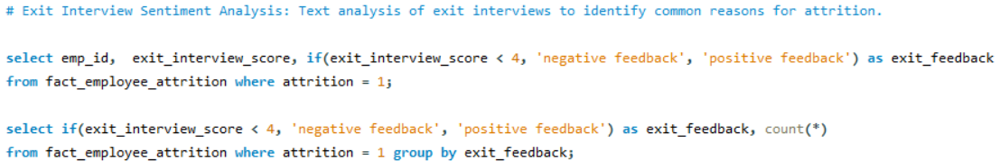 # Exit Interview Sentiment Analysis: Text analysis of exit interviews to identify common reasons for attrition.
select emp_id,  exit_interview_score, if(exit_interview_score < 4, 'negative feedback', 'positive feedback') as exit_feedback
from fact_employee_attrition where attrition = 1;
select if(exit_interview_score < 4, 'negative feedback', 'positive feedback') as exit_feedback, count(*)
from fact_employee_attrition where attrition = 1 group by exit_feedback;